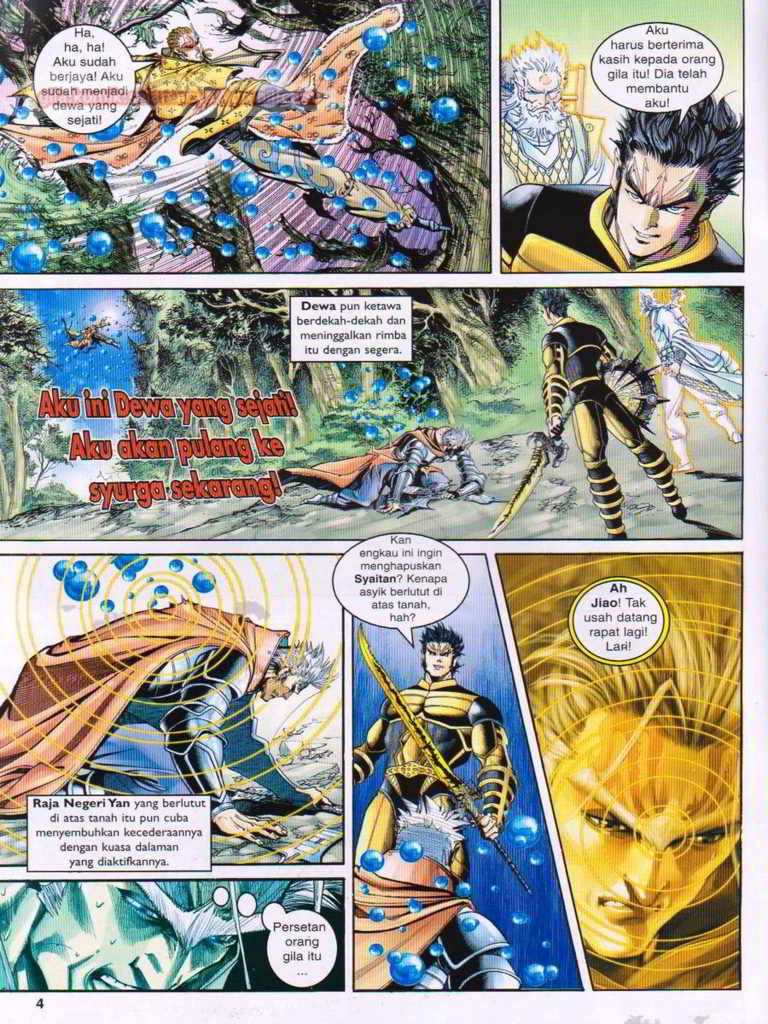 Ha,
ha, ha!
Aku sudah
berjaya! Aku
sudah menjadi
dewa yang
sejati!
Aku
harus berterima
kasih kepada orang
gila itu! Dia telah
membantu
aku!
Dewa pun ketawa
berdekah-dekah dan
meninggalkan rimba
itu dengan segera.
Aku ini Dewa yang sejati!
Aku akan pulang ke
syurga sekarang!
Raja Negeri Yan yang berlutut
di atas tanah itu pun cuba
menyembuhkan kecederaannya
dengan kuasa dalaman
yang diaktifkannya.
Kan
engkau ini ingin
menghapuskan
Syaitan? Kenapa
asyik berlutut di
atas tanah,
hah?
Ah
Jiao! Tak
usah datang
rapat lagi!
Lari!
Persetan
orang
gila itu
...
4